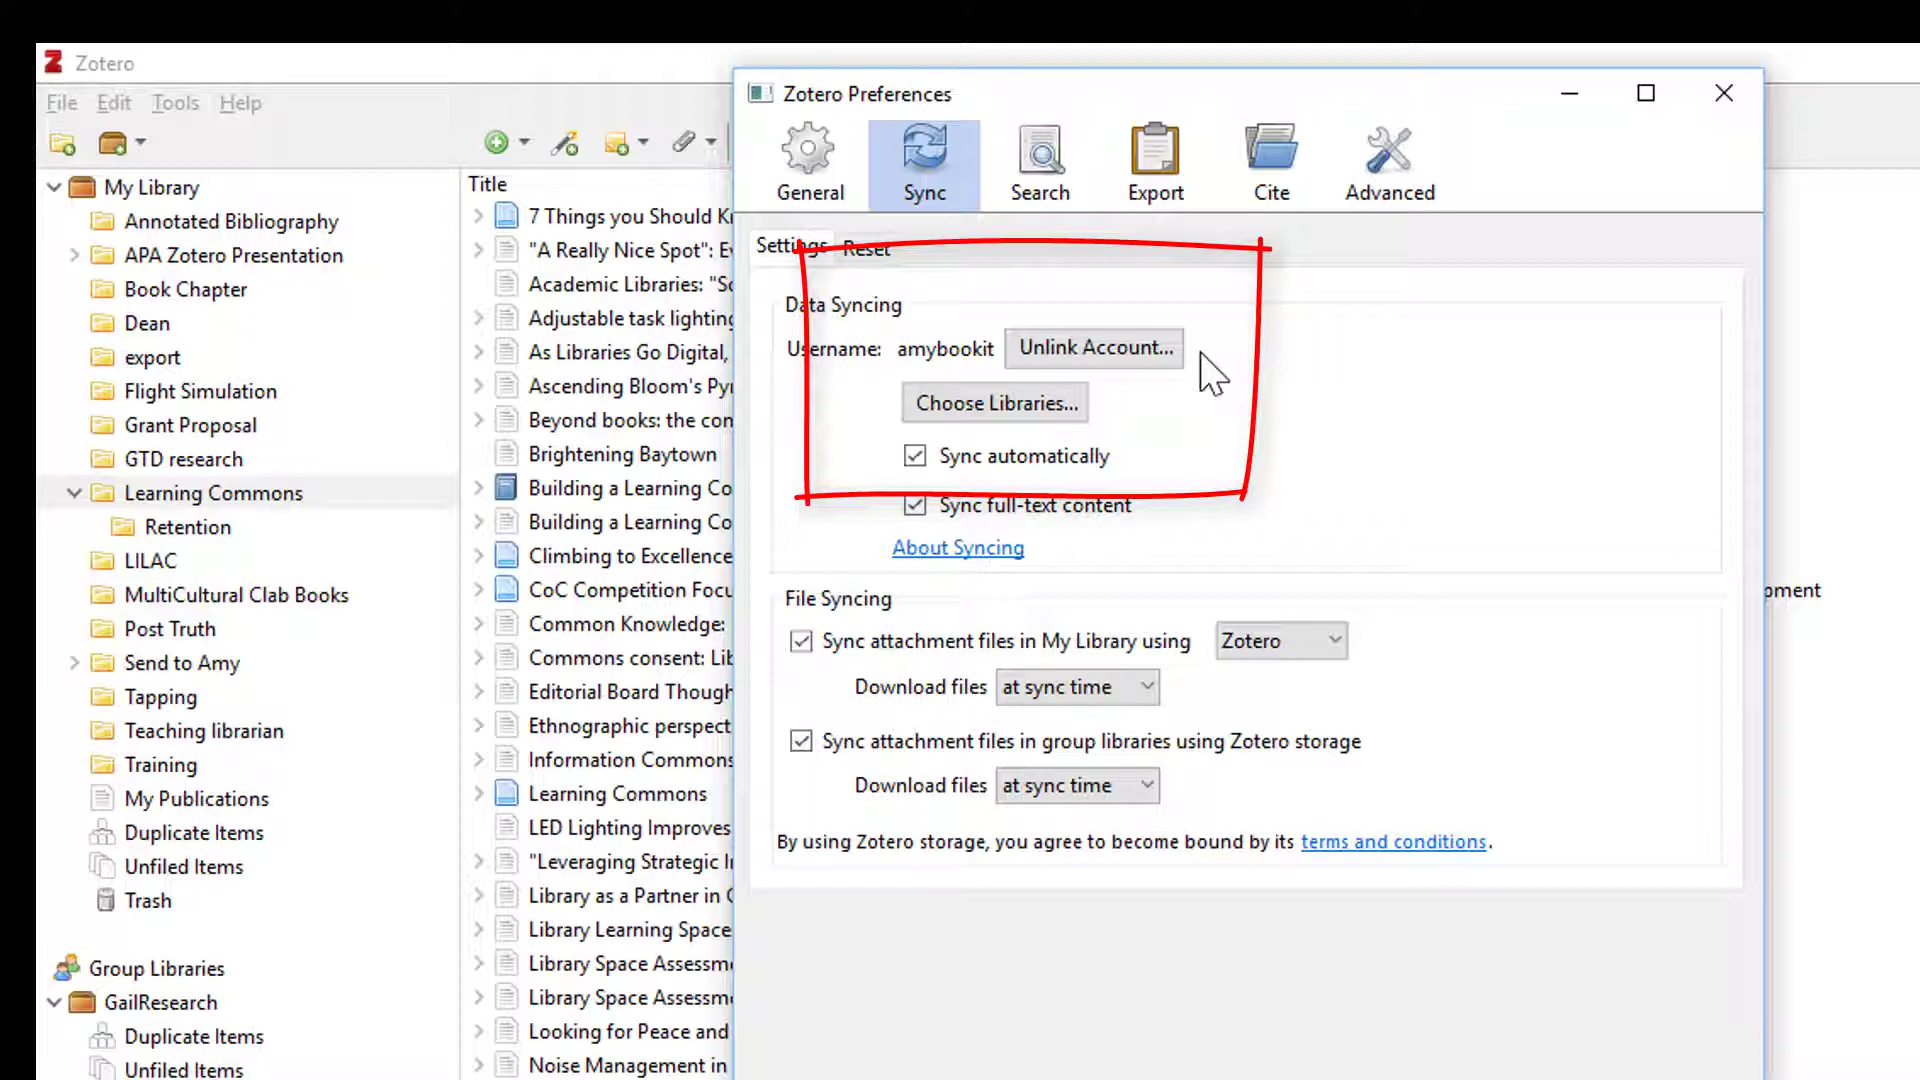 Zotero
File Edit Tools Help
My Library
Annotated Bibliography
APA Zotero Presentation
Book Chapter
Dean
export
Flight Simulation
Grant Proposal
GTD research
Learning Commons
Retention
LILAC
MultiCultural Clab Books
Post Truth
Send to Amy
Tapping
Teaching librarian
Training
My Publications
Duplicate Items
Unfiled Items
Trash
Group Libraries
GailResearch
Duplicate Items
Unfiled Items
Title
7 Things you Should K
"A Really Nice Spot": E
Academic Libraries: "S
Adjustable task lighting
As Libraries Go Digital,
Ascending Bloom's Py
Beyond books: the co
Brightening Baytown
Building a Learning Co
Building a Learning Co
Climbing to Excellence
CoC Competition Foc
Common Knowledge:
Commons consent: Li
Editorial Board Though
Ethnographic perspect
Information Commons
Learning Commons
LED Lighting Improves
"Leveraging Strategic I
Library as a Partner in
Library Learning Space
Library Space Assessm
Library Space Assessm
Looking for Peace and
Noise Management in
Zotero Preferences
General Sync Search Export Cite Advanced
Settings Reset
Data Syncing
Username: amybookit Unlink Account...
Choose Libraries...
Sync automatically
Sync full-text content
About Syncing
File Syncing
Sync attachment files in My Library using Zotero
Download files at sync time
Sync attachment files in group libraries using Zotero storage
Download files at sync time
By using Zotero storage, you agree to become bound by its terms and conditions.
pment